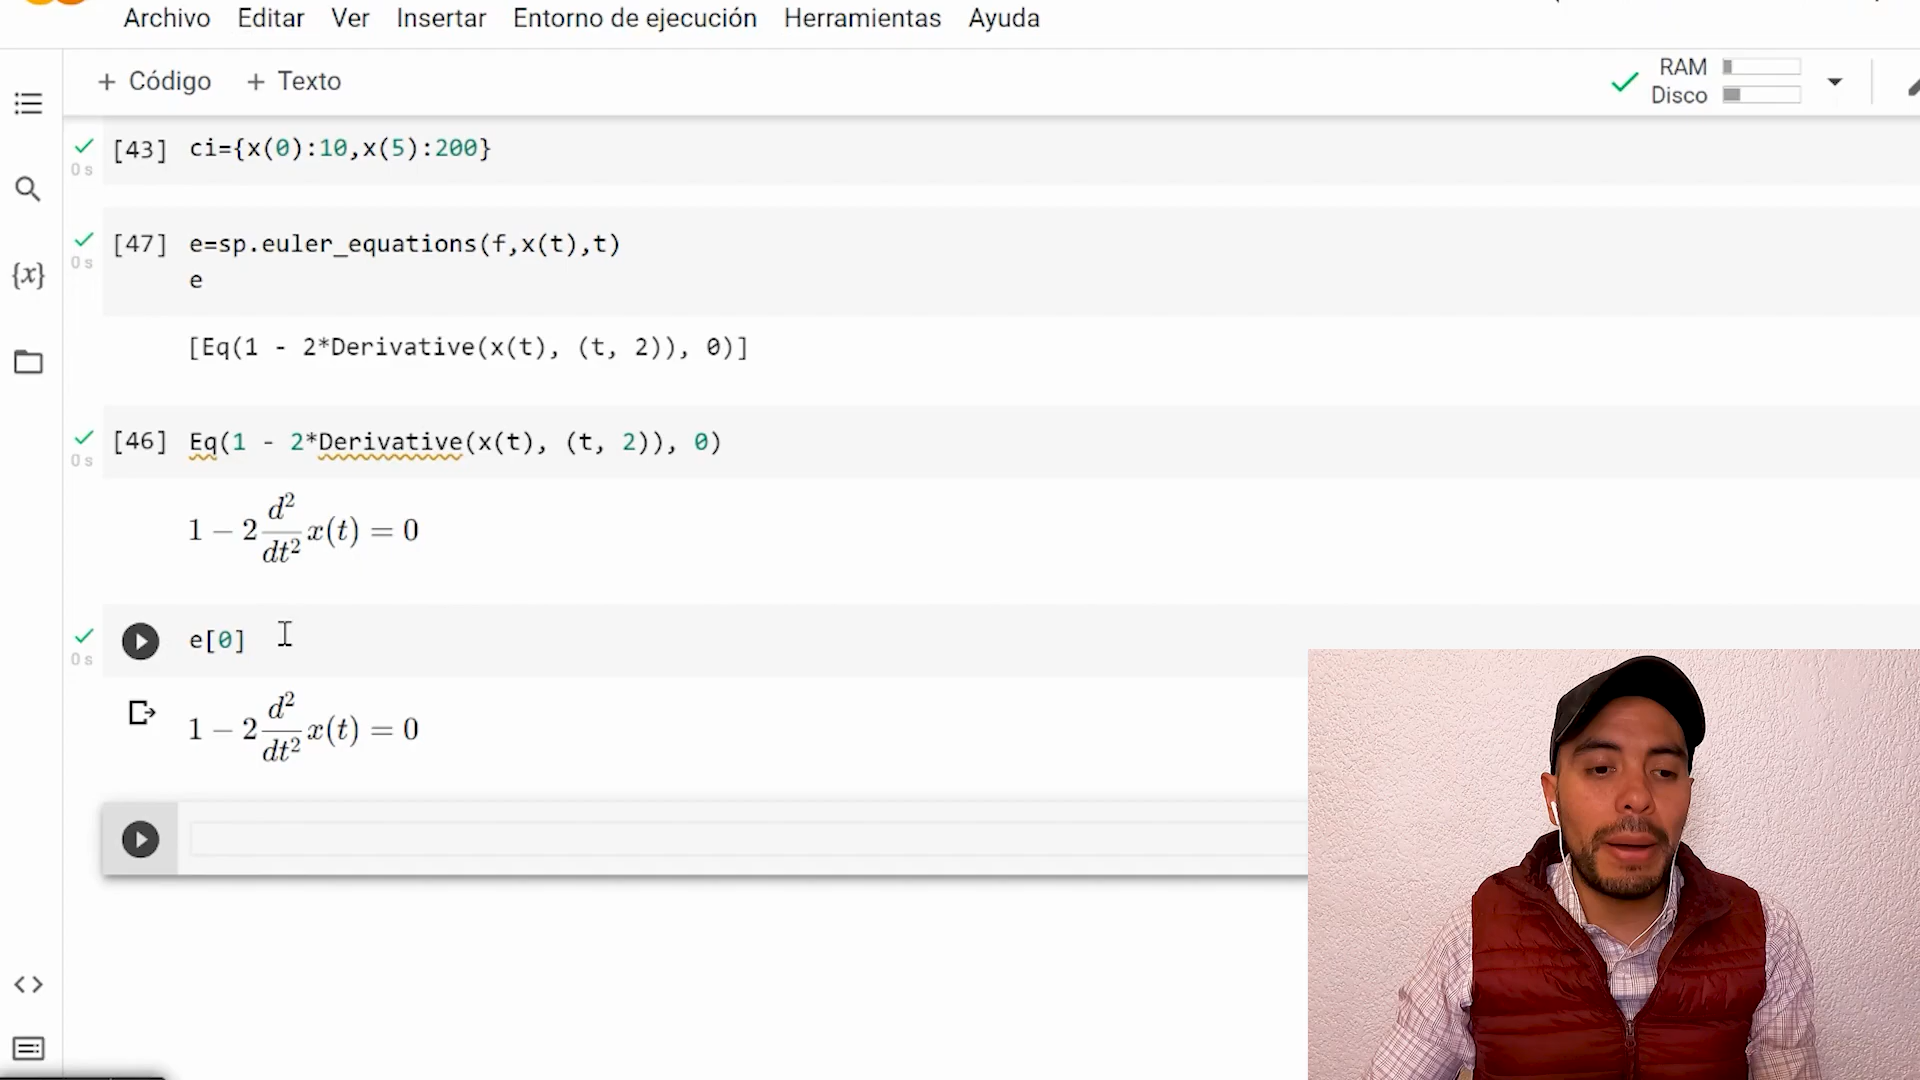 Archivo Editar Ver Insertar Entorno de ejecución Herramientas Ayuda
+ Código + Texto
RAM
Disco
[43] ci={x(0):10,x(5):200}
0 s
[47] e=sp.euler_equations(f,x(t),t)
0 s
e
{x}
[Eq(1 - 2*Derivative(x(t), (t, 2)), 0)]
[46] Eq(1 - 2*Derivative(x(t), (t, 2)), 0)
0 s
1 − 2 d²/dt² x(t) = 0
e[0]
0 s
1 − 2 d²/dt² x(t) = 0